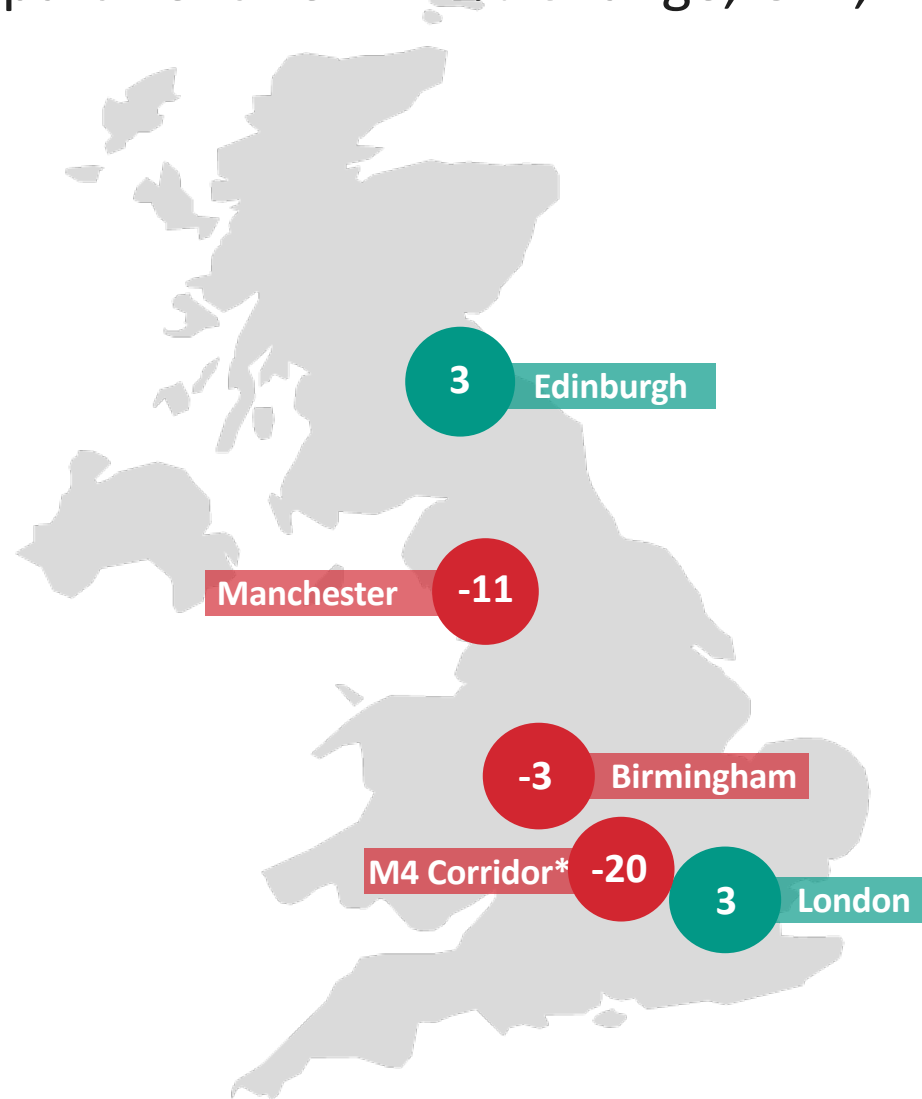 3
Edinburgh
Manchester
-11
-3
Birmingham
M4 Corridor*
-20
3
London